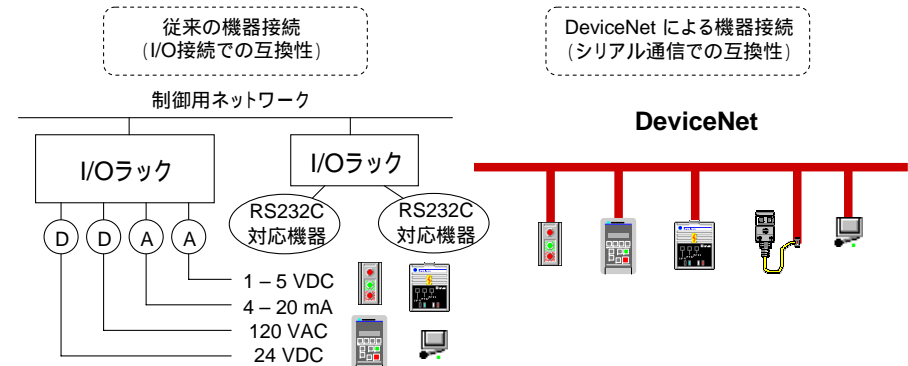 従来の機器接続
(I/O接続での互換性)
DeviceNet による機器接続
(シリアル通信での互換性)
制御用ネットワーク
DeviceNet
I/Oラック
I/Oラック
RS232C
対応機器
RS232C
対応機器
D
D
A
A
1 – 5 VDC
4 – 20 mA
120 VAC
24 VDC